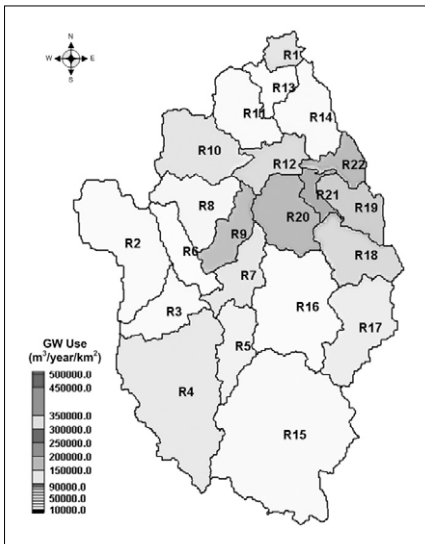 N
W E
S
R1
R13
R11
R14
R10
R12
R22
R8
R21
R19
R20
R9
R2
R6
R18
R7
R3
R16
R17
R5
R4
R15
GW Use
(m³/year/km²)
500000.0
450000.0
350000.0
300000.0
250000.0
200000.0
150000.0
90000.0
50000.0
10000.0